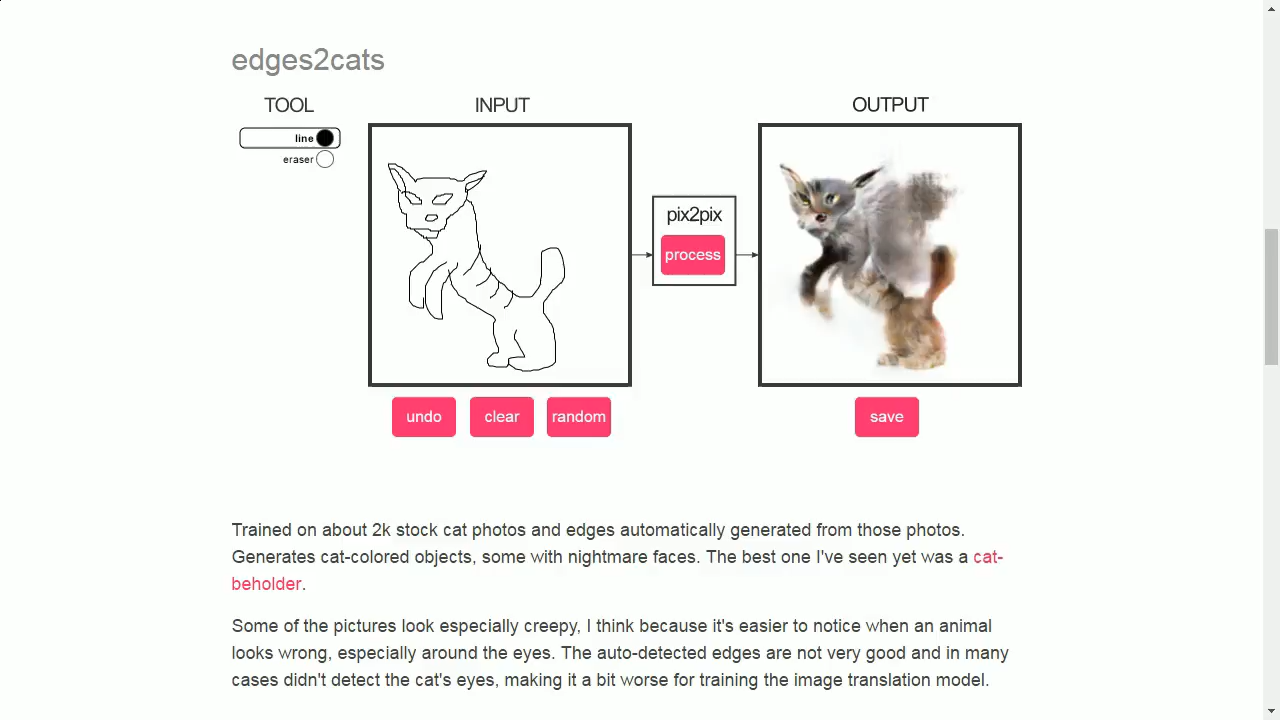 edges2cats
TOOL
INPUT
OUTPUT
line
eraser
pix2pix
process
undo
clear
random
save
Trained on about 2k stock cat photos and edges automatically generated from those photos.
Generates cat-colored objects, some with nightmare faces. The best one I've seen yet was a cat-
beholder.
Some of the pictures look especially creepy, I think because it's easier to notice when an animal
looks wrong, especially around the eyes. The auto-detected edges are not very good and in many
cases didn't detect the cat's eyes, making it a bit worse for training the image translation model.